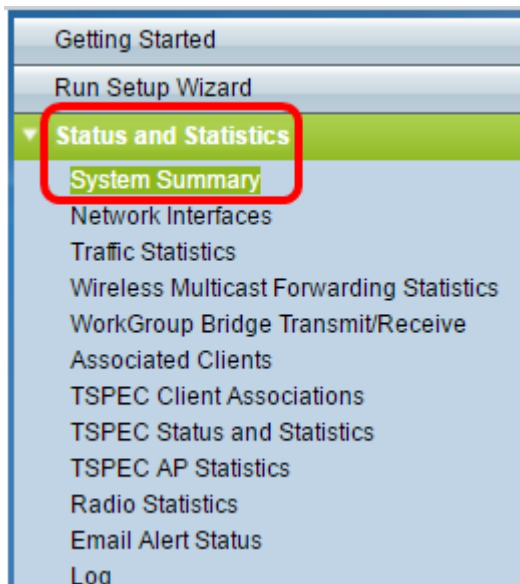 Getting Started
Run Setup Wizard
Status and Statistics
System Summary
Network Interfaces
Traffic Statistics
Wireless Multicast Forwarding Statistics
WorkGroup Bridge Transmit/Receive
Associated Clients
TSPEC Client Associations
TSPEC Status and Statistics
TSPEC AP Statistics
Radio Statistics
Email Alert Status
Log